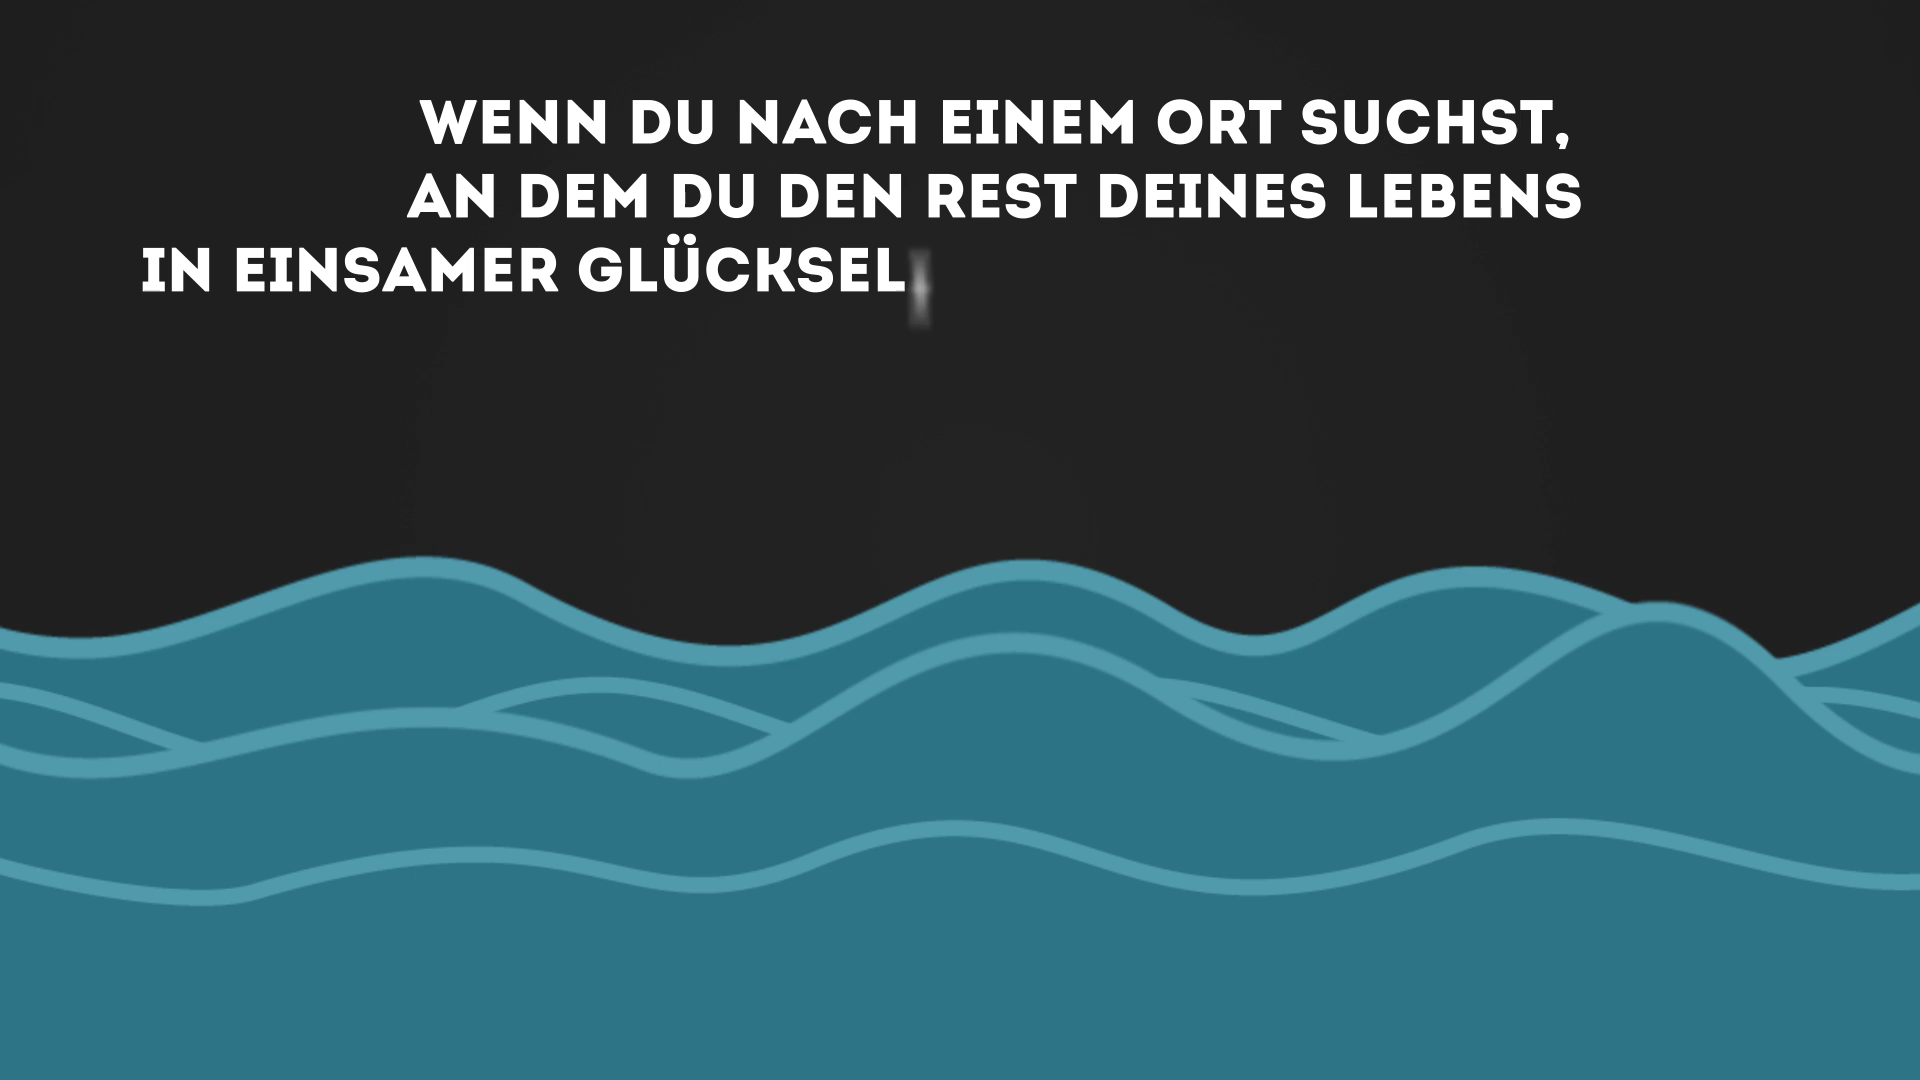 WENN DU NACH EINEM ORT SUCHST,
AN DEM DU DEN REST DEINES LEBENS
IN EINSAMER GLÜCKSEL